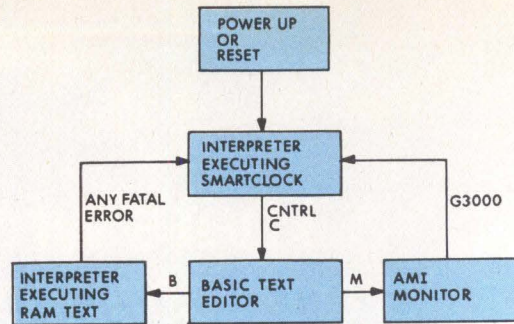 POWER UP
OR
RESET
INTERPRETER
EXECUTING
SMARTCLOCK
ANY FATAL
ERROR
CNTRL
C
G3000
INTERPRETER
EXECUTING
RAM TEXT
B
BASIC TEXT
EDITOR
M
AMI
MONITOR